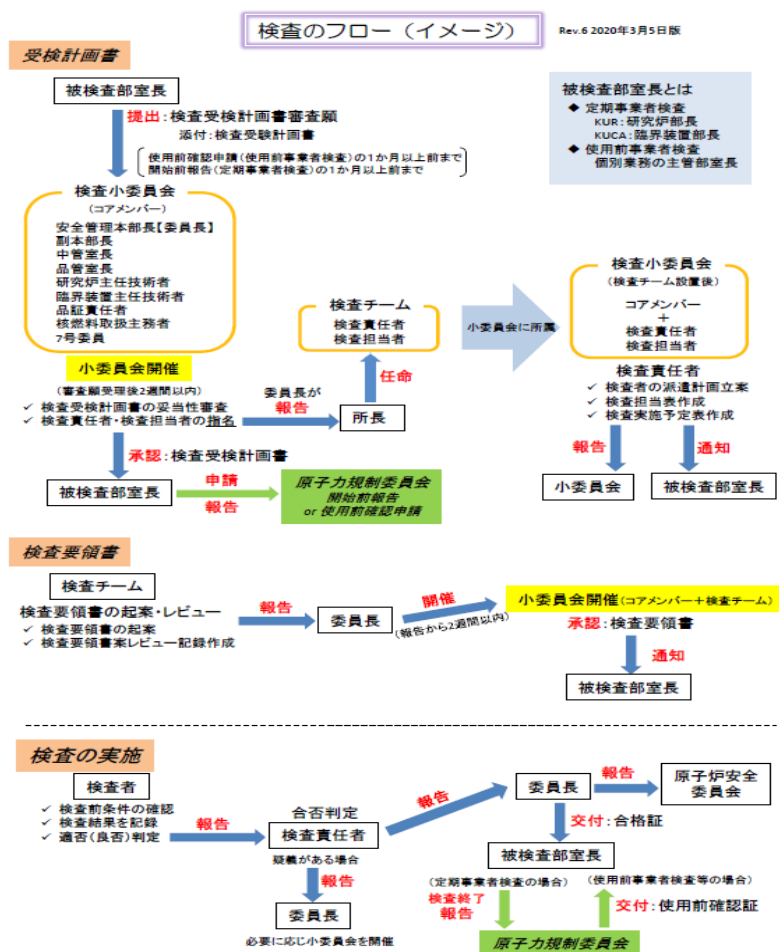 検査のフロー（イメージ）
Rev.6 2020年3月5日版
受検計画書
被検査部室長
提出：検査受検計画書審査願
添付：検査受験計画書
使用前確認申請（使用前事業者検査）の1か月以上前まで
開始前報告（定期事業者検査）の1か月以上前まで
被検査部室長とは
◆ 定期事業者検査
KUR：研究炉部長
KUCA：臨界装置部長
◆ 使用前事業者検査
個別業務の主管部室長
検査小委員会
（コアメンバー）
安全管理本部長【委員長】
副本部長
中管室長
品管室長
研究炉主任技術者
臨界装置主任技術者
品証責任者
核燃料取扱主務者
7号委員
小委員会開催
（審査願受理後2週間以内）
✓ 検査受検計画書の妥当性審査
✓ 検査責任者・検査担当者の指名
委員長が
報告
所長
任命
検査チーム
検査責任者
検査担当者
小委員会に所属
検査小委員会
（検査チーム設置後）
コアメンバー
＋
検査責任者
検査担当者
検査責任者
✓ 検査者の派遣計画立案
✓ 検査担当表作成
✓ 検査実施予定表作成
報告
通知
小委員会
被検査部室長
承認：検査受検計画書
被検査部室長
申請
報告
原子力規制委員会
開始前報告
or 使用前確認申請
検査要領書
検査チーム
検査要領書の起案・レビュー
✓ 検査要領書の起案
✓ 検査要領書案レビュー記録作成
報告
委員長
開催
（報告から2週間以内）
小委員会開催（コアメンバー＋検査チーム）
承認：検査要領書
通知
被検査部室長
検査の実施
検査者
✓ 検査前条件の確認
✓ 検査結果を記録
✓ 適否（良否）判定
報告
合否判定
検査責任者
疑義がある場合
報告
委員長
必要に応じ小委員会を開催
報告
委員長
報告
原子炉安全
委員会
交付：合格証
被検査部室長
（定期事業者検査の場合）
検査終了
報告
（使用前事業者検査等の場合）
交付：使用前確認証
原子力規制委員会